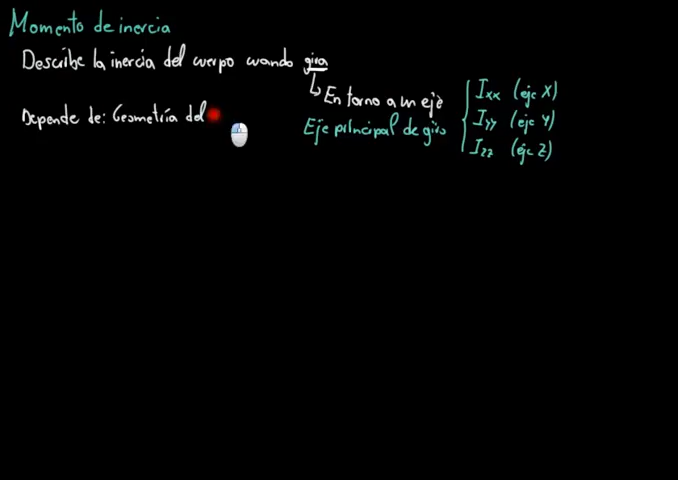 Momento de inercia
Describe la inercia del cuerpo cuando gira
En torno a un eje
Eje principal de giro
Ixx (eje X)
Iyy (eje Y)
Izz (eje Z)
Depende de: Geometría del